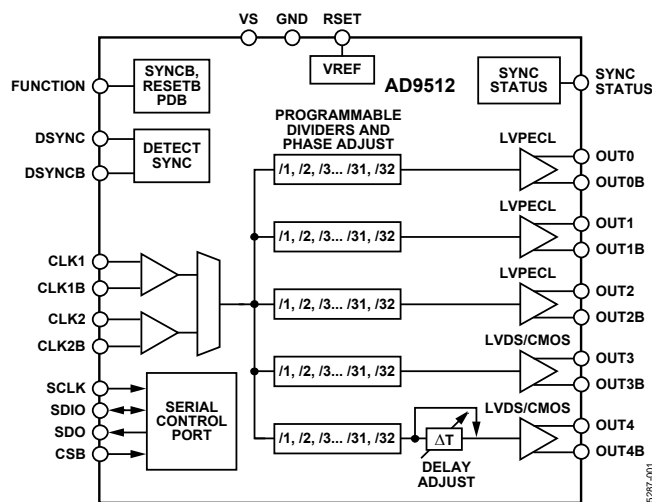 VS GND RSET
FUNCTION
SYNCB,
RESETB
PDB
VREF
AD9512
SYNC
STATUS
SYNC
STATUS
DSYNC
DSYNCB
DETECT
SYNC
PROGRAMMABLE
DIVIDERS AND
PHASE ADJUST
/1, /2, /3... /31, /32
LVPECL
OUT0
OUT0B
/1, /2, /3... /31, /32
LVPECL
OUT1
OUT1B
CLK1
CLK1B
CLK2
CLK2B
/1, /2, /3... /31, /32
LVPECL
OUT2
OUT2B
/1, /2, /3... /31, /32
LVDS/CMOS
OUT3
OUT3B
SCLK
SDIO
SDO
CSB
SERIAL
CONTROL
PORT
/1, /2, /3... /31, /32
ΔT
DELAY
ADJUST
LVDS/CMOS
OUT4
OUT4B
5287-001